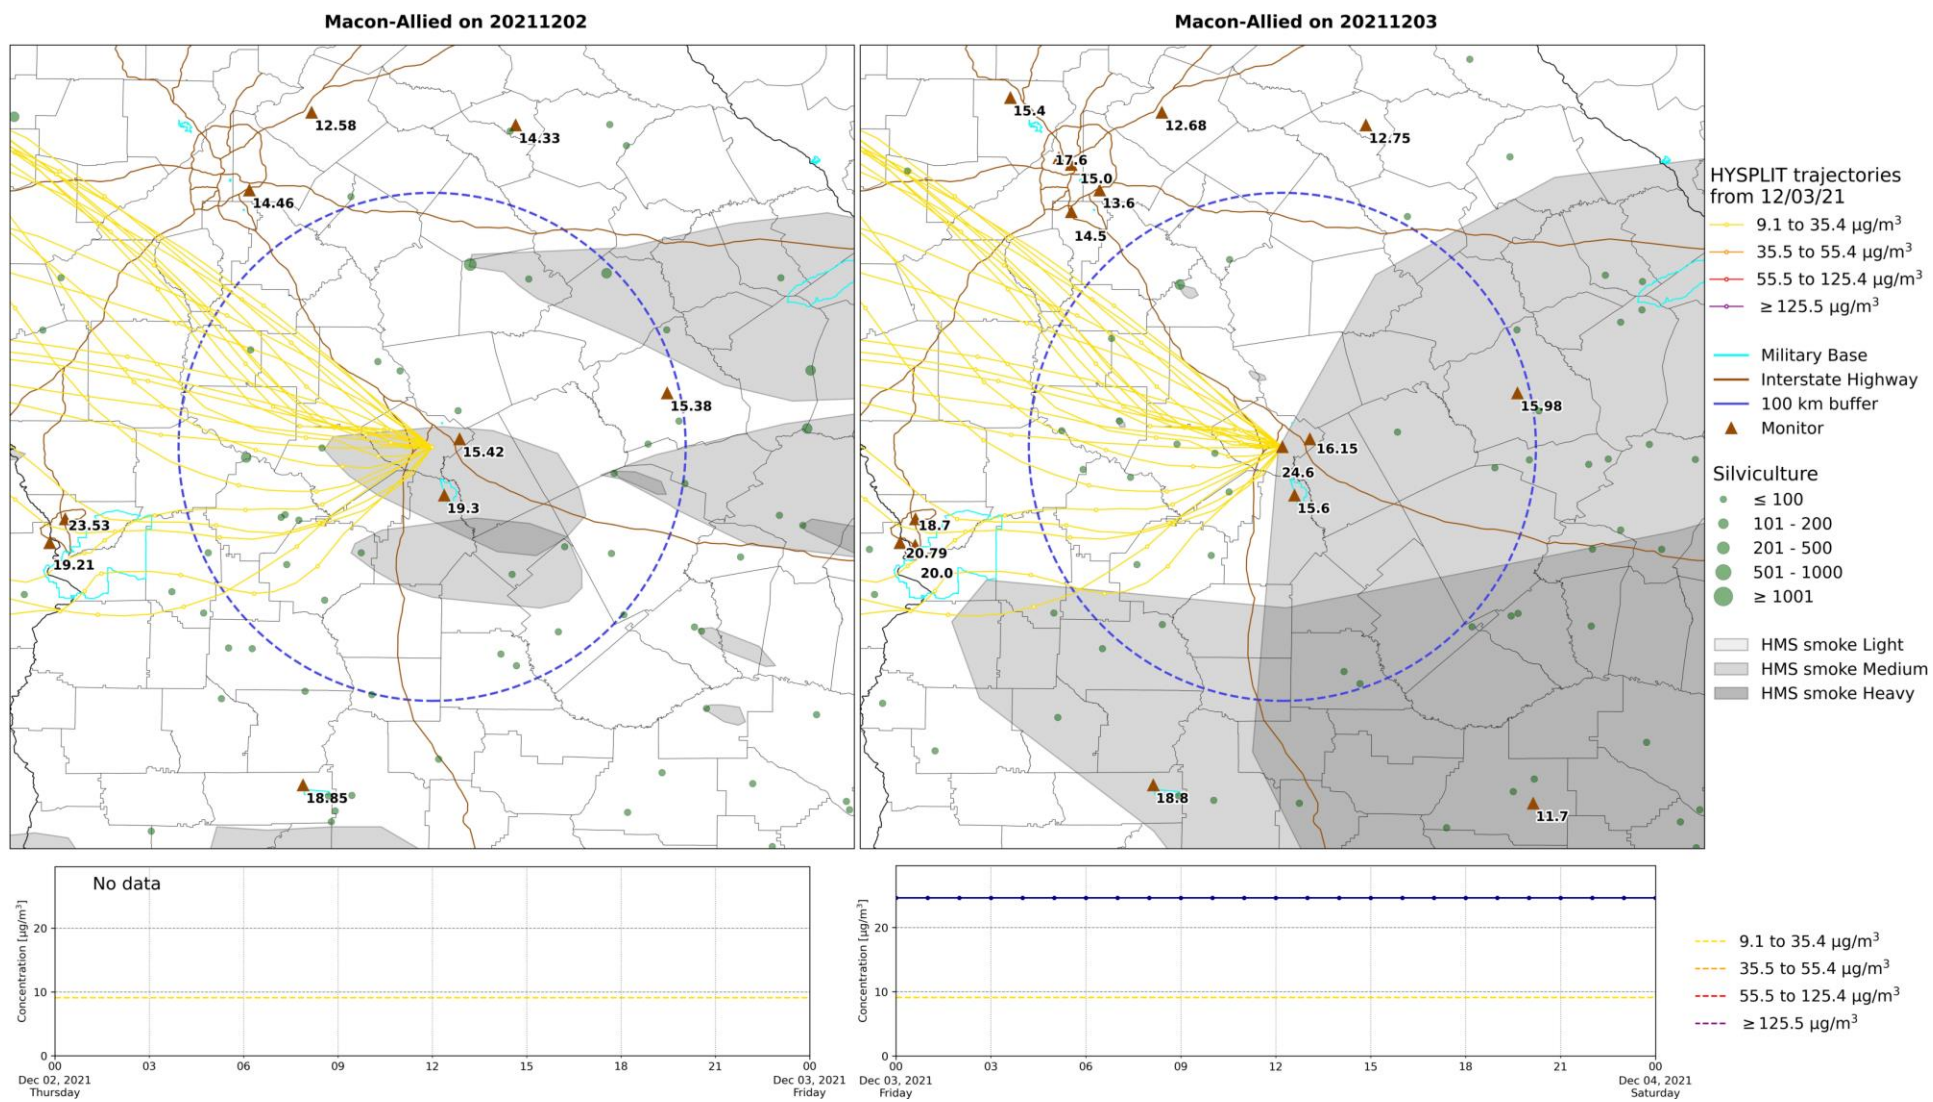 Macon-Allied on 20211202
12.58
14.33
14.46
15.38
15.42
19.3
23.53
19.21
18.85
Macon-Allied on 20211203
15.4
12.68
12.75
17.6
15.0
13.6
14.5
15.98
16.15
24.6
15.6
18.7
20.79
20.0
18.8
11.7
HYSPLIT trajectories
from 12/03/21
9.1 to 35.4 µg/m³
35.5 to 55.4 µg/m³
55.5 to 125.4 µg/m³
≥ 125.5 µg/m³
Military Base
Interstate Highway
100 km buffer
Monitor
Silviculture
≤ 100
101 - 200
201 - 500
501 - 1000
≥ 1001
HMS smoke Light
HMS smoke Medium
HMS smoke Heavy
No data
Concentration [µg/m³]
20
10
0
00 03 06 09 12 15 18 21 00
Dec 02, 2021 Dec 03, 2021
Thursday Friday
Concentration [µg/m³]
20
10
0
00 03 06 09 12 15 18 21 00
Dec 03, 2021 Dec 04, 2021
Friday Saturday
9.1 to 35.4 µg/m³
35.5 to 55.4 µg/m³
55.5 to 125.4 µg/m³
≥ 125.5 µg/m³